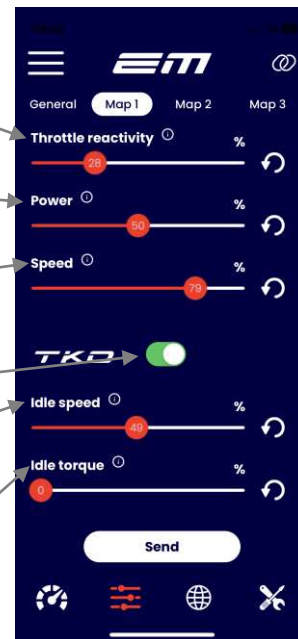 EM
General Map 1 Map 2 Map 3
Throttle reactivity %
28
Power %
50
Speed %
79
TKO
Idle speed %
49
Idle torque %
0
Send